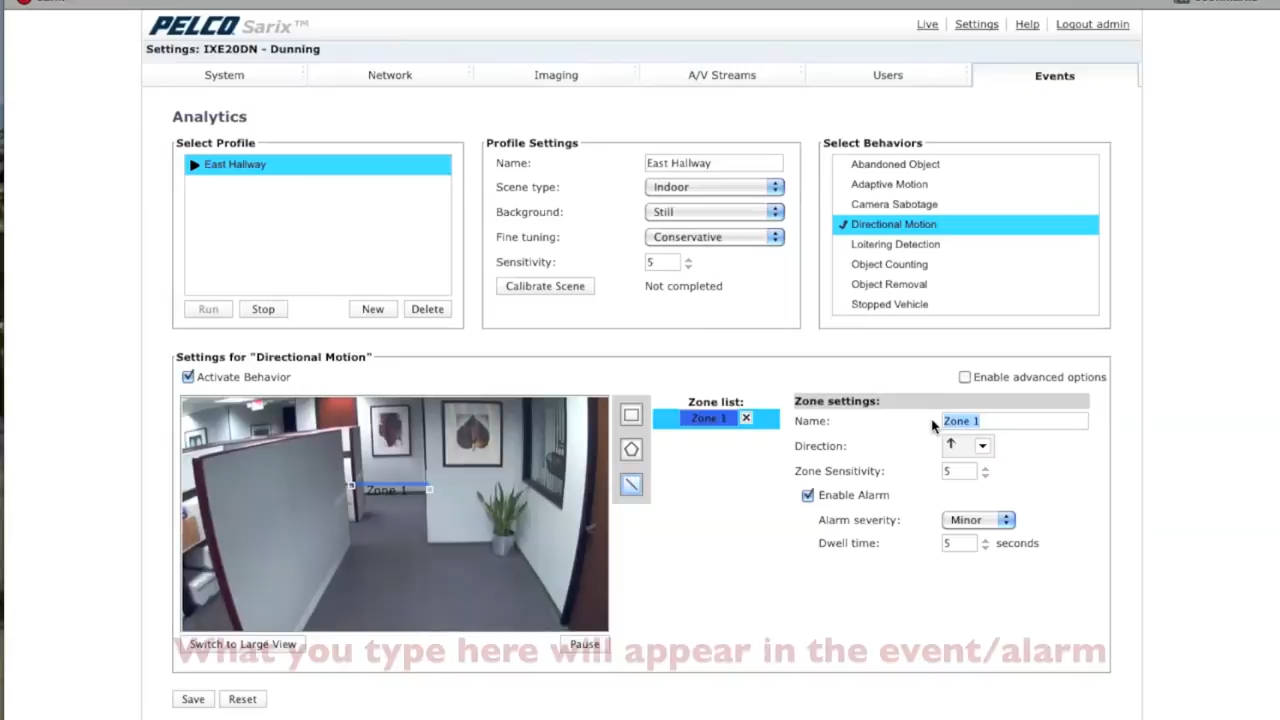 PELCO Sarix™
Live Settings Help Logout admin
Settings: IXE20DN - Dunning
System Network Imaging A/V Streams Users Events
Analytics
Select Profile
East Hallway
Run Stop New Delete
Profile Settings
Name: East Hallway
Scene type: Indoor
Background: Still
Fine tuning: Conservative
Sensitivity: 5
Calibrate Scene Not completed
Select Behaviors
Abandoned Object
Adaptive Motion
Camera Sabotage
Directional Motion
Loitering Detection
Object Counting
Object Removal
Stopped Vehicle
Settings for "Directional Motion"
Activate Behavior
Enable advanced options
Zone 1
Zone list:
Zone 1
Zone settings:
Name: Zone 1
Direction:
Zone Sensitivity: 5
Enable Alarm
Alarm severity: Minor
Dwell time: 5 seconds
Switch to Large View Pause
What you type here will appear in the event/alarm
Save Reset